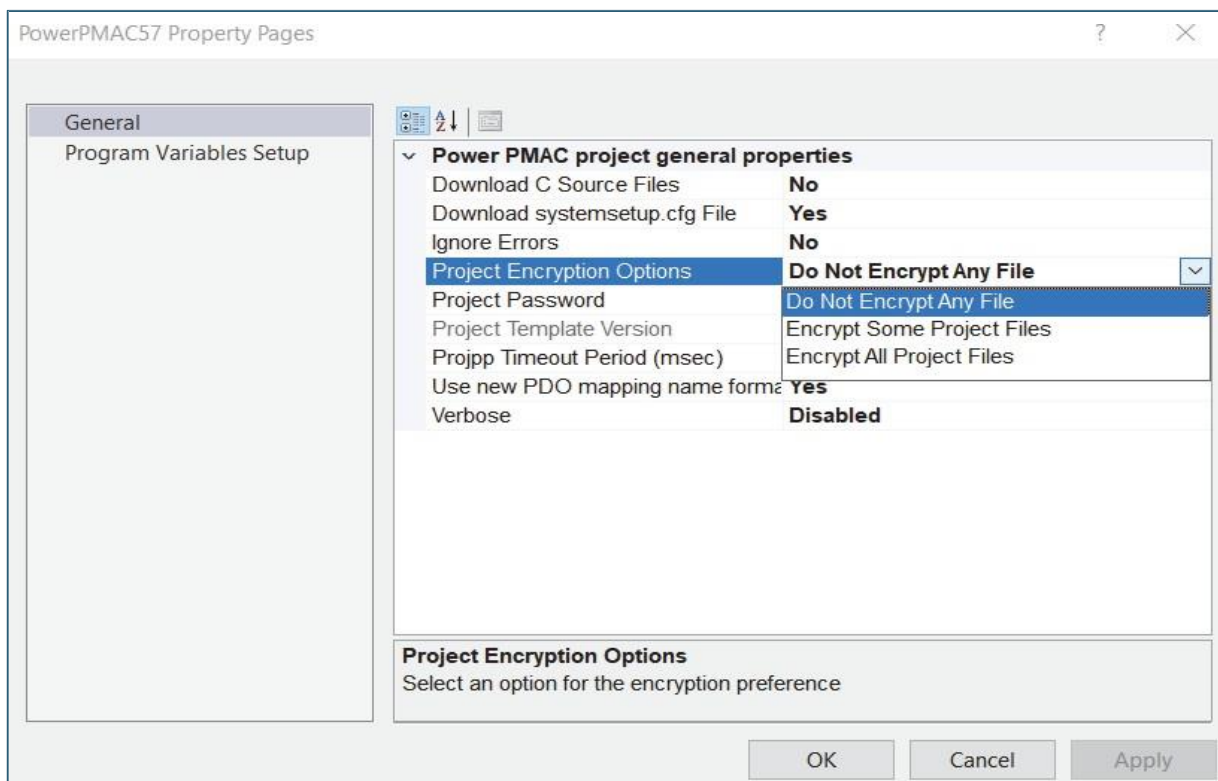 PowerPMAC57 Property Pages ?
General
Program Variables Setup
Power PMAC project general properties
Download C Source Files No
Download systemsetup.cfg File Yes
Ignore Errors No
Project Encryption Options Do Not Encrypt Any File
Project Password Do Not Encrypt Any File
Project Template Version Encrypt Some Project Files
Projpp Timeout Period (msec) Encrypt All Project Files
Use new PDO mapping name forma Yes
Verbose Disabled
Project Encryption Options
Select an option for the encryption preference
OK Cancel Apply